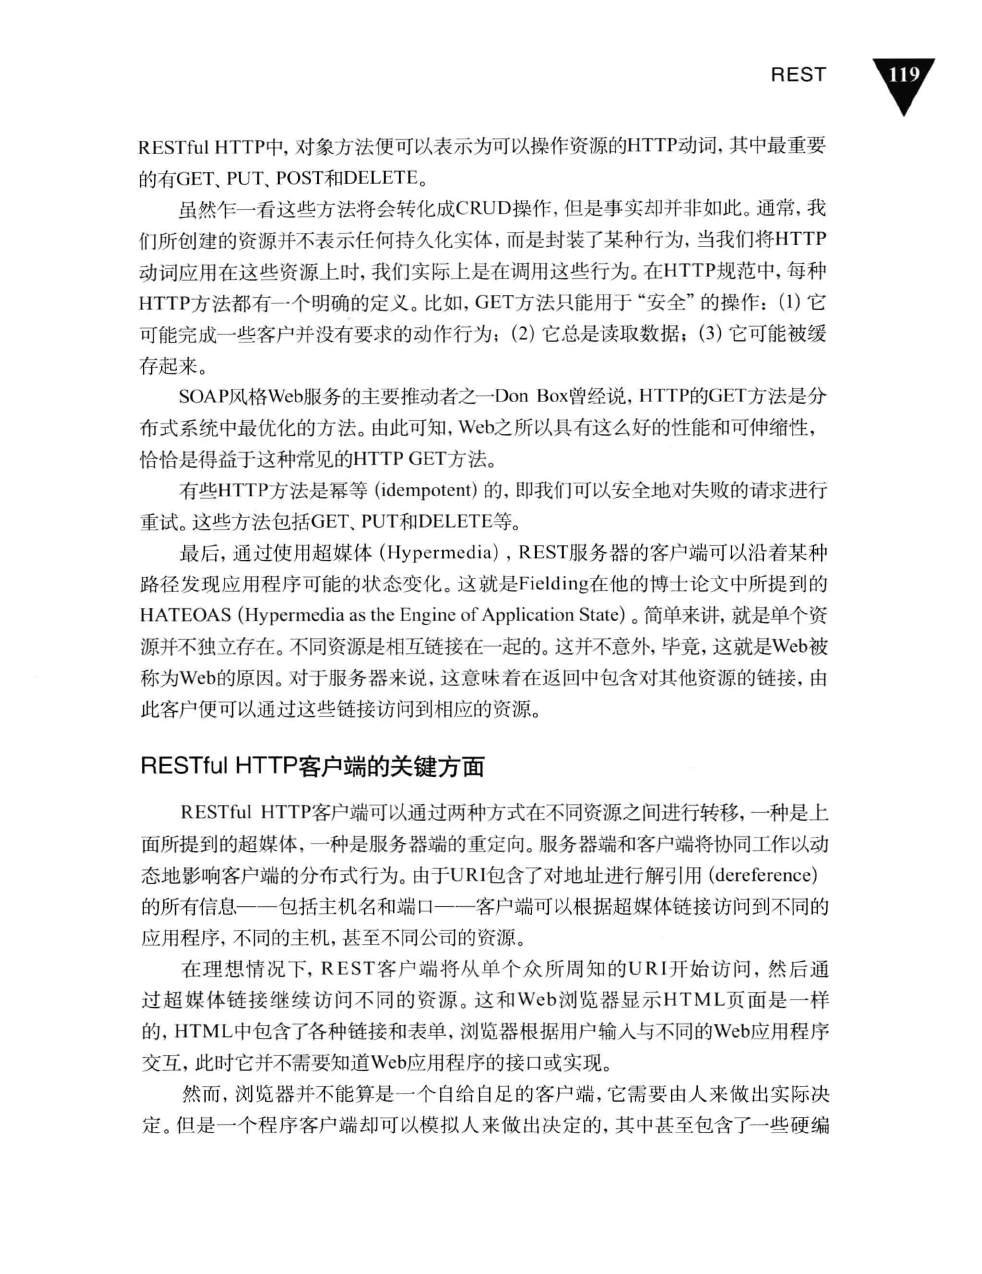 REST
119
RESTful HTTP中, 对象方法便可以表示为可以操作资源的HTTP动词, 其中最重要
的有GET、PUT、POST和DELETE。
虽然乍一看这些方法将会转化成CRUD操作, 但是事实却并非如此。通常, 我
们所创建的资源并不表示任何持久化实体, 而是封装了某种行为, 当我们将HTTP
动词应用在这些资源上时, 我们实际上是在调用这些行为。在HTTP规范中, 每种
HTTP方法都有一个明确的定义。比如, GET方法只能用于“安全”的操作：(1) 它
可能完成一些客户并没有要求的动作行为；(2) 它总是读取数据；(3) 它可能被缓
存起来。
SOAP风格Web服务的主要推动者之一Don Box曾经说, HTTP的GET方法是分
布式系统中最优化的方法。由此可知, Web之所以具有这么好的性能和可伸缩性,
恰恰是得益于这种常见的HTTP GET方法。
有些HTTP方法是幂等 (idempotent) 的, 即我们可以安全地对失败的请求进行
重试。这些方法包括GET、PUT和DELETE等。
最后, 通过使用超媒体 (Hypermedia) , REST服务器的客户端可以沿着某种
路径发现应用程序可能的状态变化。这就是Fielding在他的博士论文中所提到的
HATEOAS (Hypermedia as the Engine of Application State) 。简单来讲, 就是单个资
源并不独立存在。不同资源是相互链接在一起的。这并不意外, 毕竟, 这就是Web被
称为Web的原因。对于服务器来说, 这意味着在返回中包含对其他资源的链接, 由
此客户便可以通过这些链接访问到相应的资源。
RESTful HTTP客户端的关键方面
RESTful HTTP客户端可以通过两种方式在不同资源之间进行转移, 一种是上
面所提到的超媒体, 一种是服务器端的重定向。服务器端和客户端将协同工作以动
态地影响客户端的分布式行为。由于URI包含了对地址进行解引用 (dereference)
的所有信息——包括主机名和端口——客户端可以根据超媒体链接访问到不同的
应用程序, 不同的主机, 甚至不同公司的资源。
在理想情况下, REST客户端将从单个众所周知的URI开始访问, 然后通
过超媒体链接继续访问不同的资源。这和Web浏览器显示HTML页面是一样
的, HTML中包含了各种链接和表单, 浏览器根据用户输入与不同的Web应用程序
交互, 此时它并不需要知道Web应用程序的接口或实现。
然而, 浏览器并不能算是一个自给自足的客户端, 它需要由人来做出实际决
定。但是一个程序客户端却可以模拟人来做出决定的, 其中甚至包含了一些硬编